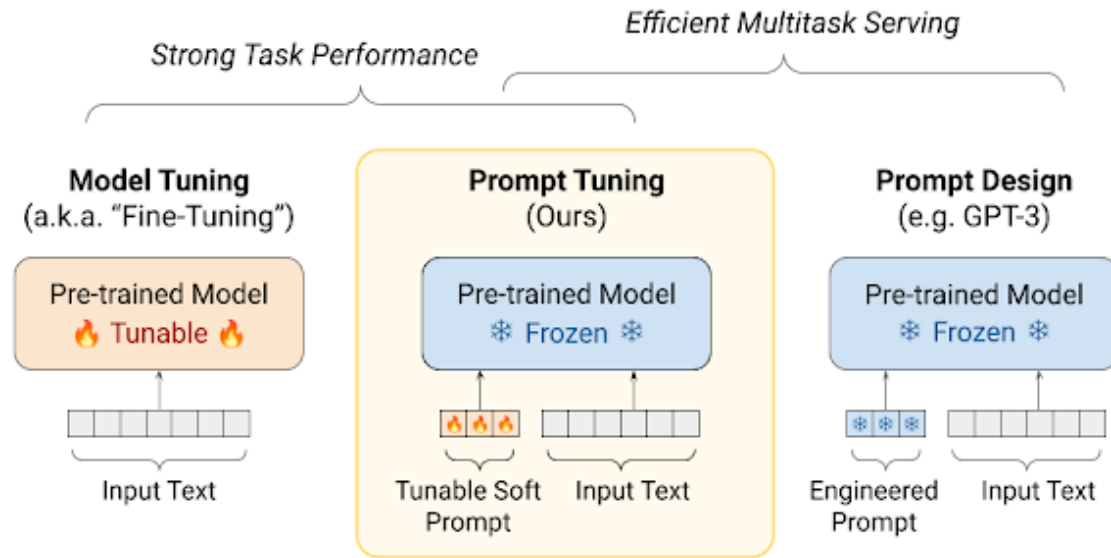 Efficient Multitask Serving
Strong Task Performance
Model Tuning
(a.k.a. “Fine-Tuning”)
Pre-trained Model
🔥 Tunable 🔥
Input Text
Prompt Tuning
(Ours)
Pre-trained Model
❄ Frozen ❄
Tunable Soft
Prompt
Input Text
Prompt Design
(e.g. GPT-3)
Pre-trained Model
❄ Frozen ❄
Engineered
Prompt
Input Text